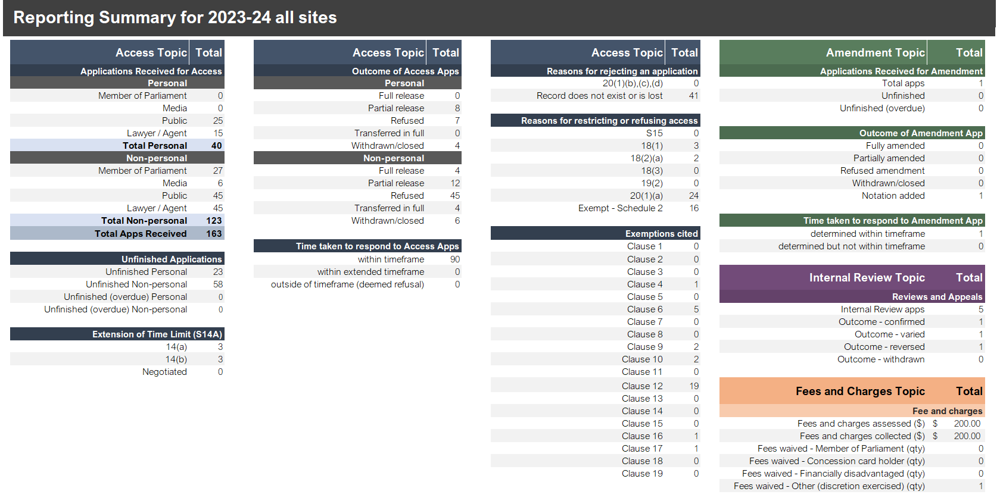 Reporting Summary for 2023-24 all sites
Access Topic Total
Applications Received for Access
Personal
Member of Parliament 0
Media 0
Public 25
Lawyer / Agent 15
Total Personal 40
Non-personal
Member of Parliament 27
Media 6
Public 45
Lawyer / Agent 45
Total Non-personal 123
Total Apps Received 163
Unfinished Applications
Unfinished Personal 23
Unfinished Non-personal 58
Unfinished (overdue) Personal 0
Unfinished (overdue) Non-personal 0
Extension of Time Limit (S14A)
14(a) 3
14(b) 3
Negotiated 0
Access Topic Total
Outcome of Access Apps
Personal
Full release 0
Partial release 8
Refused 7
Transferred in full 0
Withdrawn/closed 4
Non-personal
Full release 4
Partial release 12
Refused 45
Transferred in full 4
Withdrawn/closed 6
Time taken to respond to Access Apps
within timeframe 90
within extended timeframe 0
outside of timeframe (deemed refusal) 0
Access Topic Total
Reasons for rejecting an application
20(1)(b),(c),(d) 0
Record does not exist or is lost 41
Reasons for restricting or refusing access
S15 0
18(1) 3
18(2)(a) 2
18(3) 0
19(2) 0
20(1)(a) 24
Exempt - Schedule 2 16
Exemptions cited
Clause 1 0
Clause 2 0
Clause 3 0
Clause 4 1
Clause 5 0
Clause 6 5
Clause 7 0
Clause 8 0
Clause 9 2
Clause 10 2
Clause 11 0
Clause 12 19
Clause 13 0
Clause 14 0
Clause 15 0
Clause 16 1
Clause 17 1
Clause 18 0
Clause 19 0
Amendment Topic Total
Applications Received for Amendment
Total apps 1
Unfinished 0
Unfinished (overdue) 0
Outcome of Amendment App
Fully amended 0
Partially amended 0
Refused amendment 0
Withdrawn/closed 0
Notation added 1
Time taken to respond to Amendment App
determined within timeframe 1
determined but not within timeframe 0
Internal Review Topic Total
Reviews and Appeals
Internal Review apps 5
Outcome - confirmed 1
Outcome - varied 1
Outcome - reversed 1
Outcome - withdrawn 0
Fees and Charges Topic Total
Fee and charges
Fees and charges assessed ($) $ 200.00
Fees and charges collected ($) $ 200.00
Fees waived - Member of Parliament (qty) 0
Fees waived - Concession card holder (qty) 0
Fees waived - Financially disadvantaged (qty) 0
Fees waived - Other (discretion exercised) (qty) 1